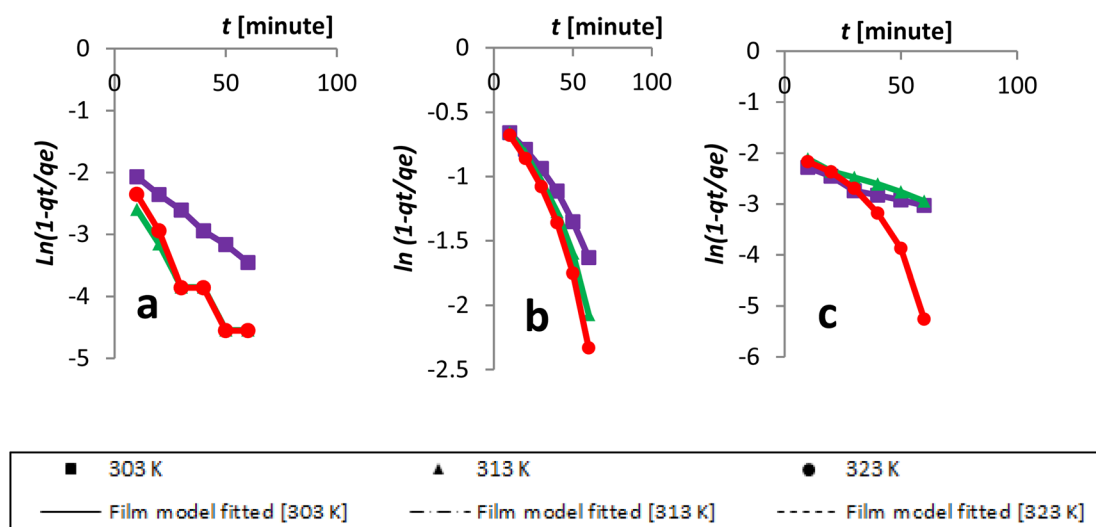 t [minute]
0
0 50 100
-1
-2
-3
-4
-5
Ln(1-qt/qe)
a
t [minute]
0
0 50 100
-0.5
-1
-1.5
-2
-2.5
ln (1-qt/qe)
b
t [minute]
0
0 50 100
-1
-2
-3
-4
-5
-6
ln(1-qt/qe)
c
303 K 313 K 323 K
Film model fitted [303 K] Film model fitted [313 K] Film model fitted [323 K]